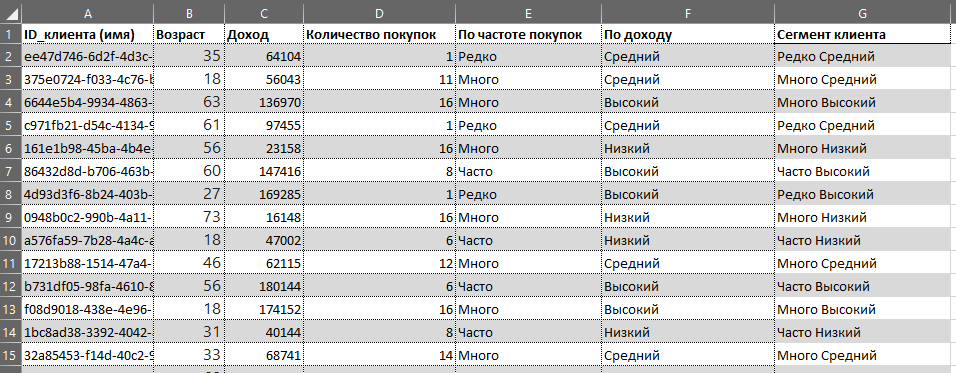 A B C D E F G
1 ID_клиента (имя) Возраст Доход Количество покупок По частоте покупок По доходу Сегмент клиента
2 ee47d746-6d2f-4d3c- 35 64104 1 Редко Средний Редко Средний
3 375e0724-f033-4c76-b 18 56043 11 Много Средний Много Средний
4 6644e5b4-9934-4863- 63 136970 16 Много Высокий Много Высокий
5 c971fb21-d54c-4134-9 61 97455 1 Редко Средний Редко Средний
6 161e1b98-45ba-4b4e- 56 23158 16 Много Низкий Много Низкий
7 86432d8d-b706-463b- 60 147416 8 Часто Высокий Часто Высокий
8 4d93d3f6-8b24-403b- 27 169285 1 Редко Высокий Редко Высокий
9 0948b0c2-990b-4a11- 73 16148 16 Много Низкий Много Низкий
10 a576fa59-7b28-4a4c-a 18 47002 6 Часто Низкий Часто Низкий
11 17213b88-1514-47a4- 46 62115 12 Много Средний Много Средний
12 b731df05-98fa-4610-8 56 180144 6 Часто Высокий Часто Высокий
13 f08d9018-438e-4e96- 18 174152 16 Много Высокий Много Высокий
14 1bc8ad38-3392-4042- 31 40144 8 Часто Низкий Часто Низкий
15 32a85453-f14d-40c2-9 33 68741 14 Много Средний Много Средний